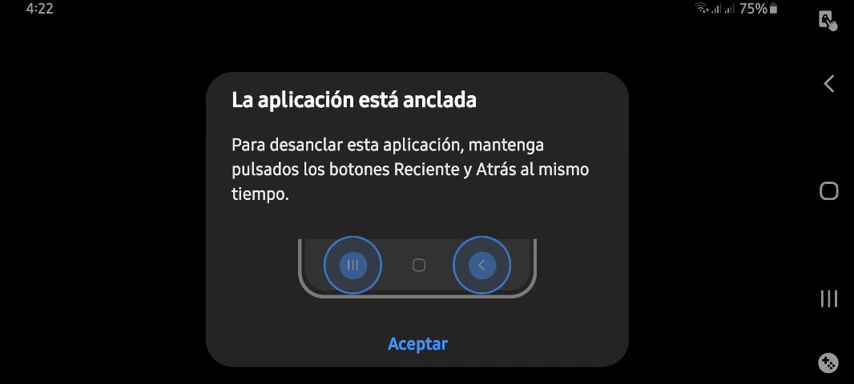 4:22
75%
La aplicación está anclada
Para desanclar esta aplicación, mantenga
pulsados los botones Reciente y Atrás al mismo
tiempo.
Aceptar